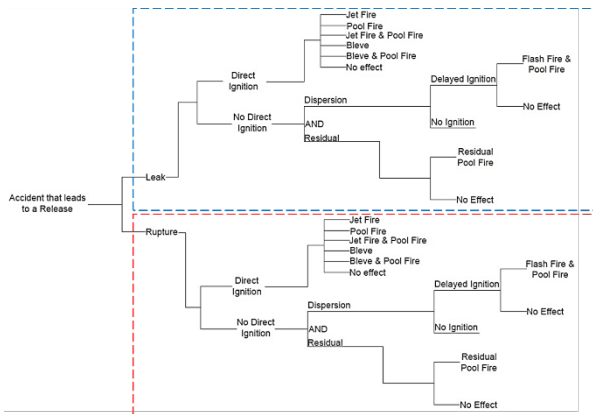 Jet Fire
Pool Fire
Jet Fire & Pool Fire
Bleve
Bleve & Pool Fire
No effect
Direct
Ignition
Flash Fire &
Pool Fire
Delayed Ignition
Dispersion
No Effect
No Direct
Ignition
AND
No Ignition
Residual
Residual
Pool Fire
No Effect
Leak
Accident that leads
to a Release
Rupture
Jet Fire
Pool Fire
Jet Fire & Pool Fire
Bleve
Bleve & Pool Fire
No effect
Direct
Ignition
Flash Fire &
Pool Fire
Delayed Ignition
Dispersion
No Effect
No Direct
Ignition
AND
No Ignition
Residual
Residual
Pool Fire
No Effect